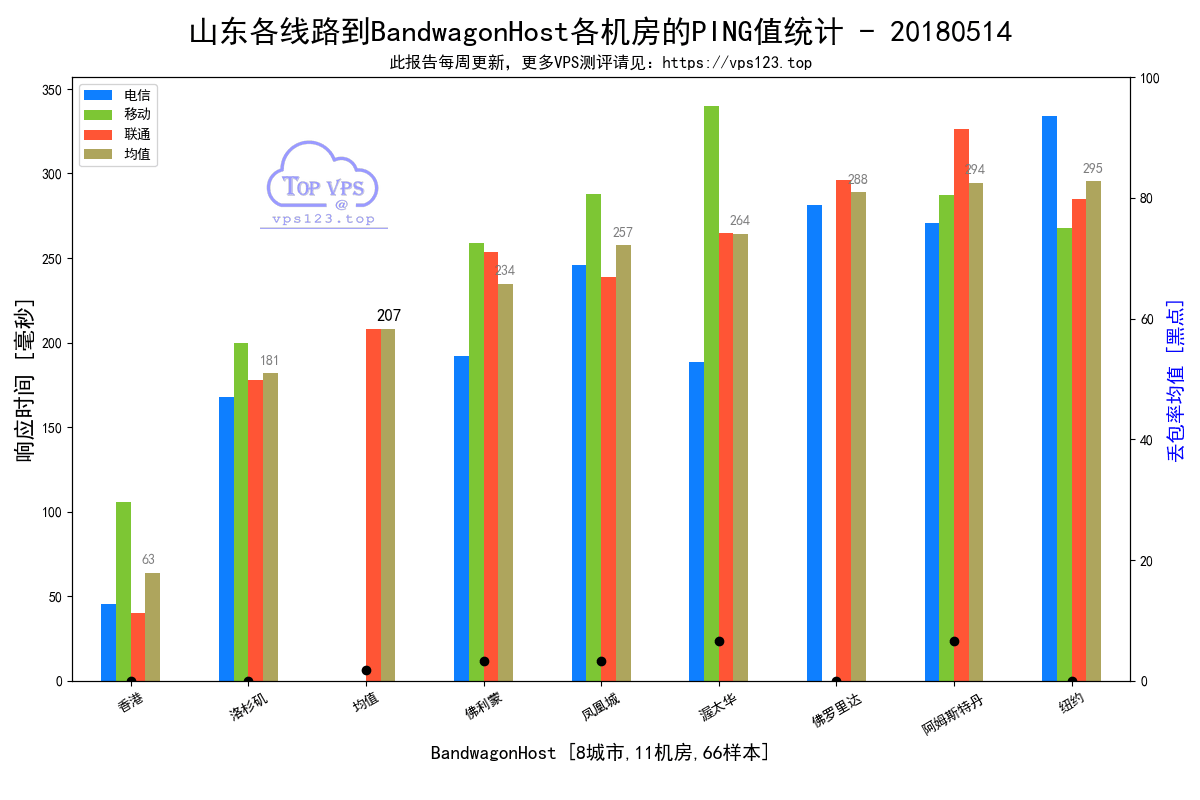 山东各线路到BandwagonHost各机房的PING值统计 - 20180514
此报告每周更新，更多VPS测评请见：https://vps123.top
电信
移动
联通
均值
TOP VPS
@
vps123.top
响应时间 [毫秒]
350
300
250
200
150
100
50
0
63
181
207
234
257
264
288
294
295
100
80
60
40
20
0
丢包率均值 [黑点]
香港
洛杉矶
均值
佛利蒙
凤凰城
渥太华
佛罗里达
阿姆斯特丹
纽约
BandwagonHost [8城市,11机房,66样本]